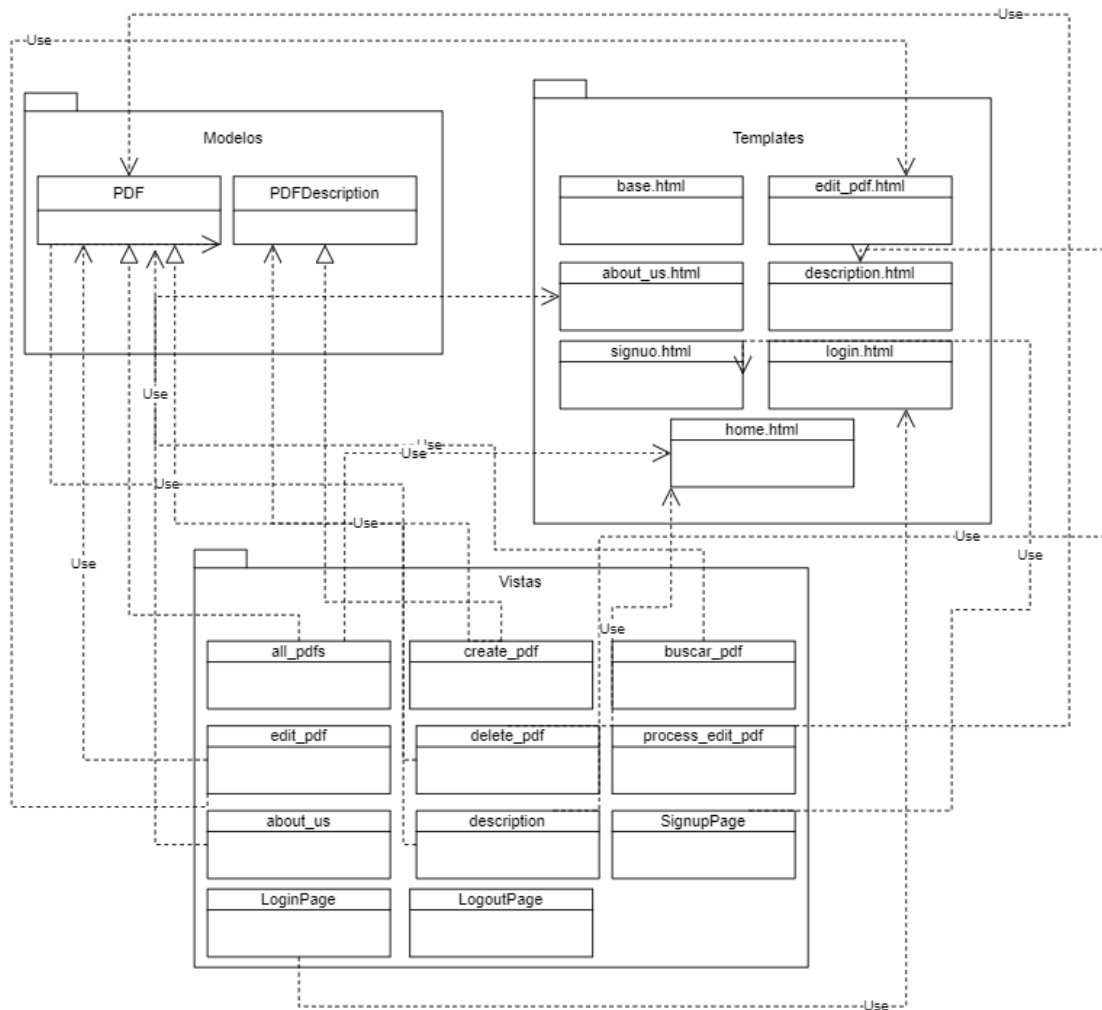 Use
Use
Modelos
Templates
PDF
PDFDescription
base.html
edit_pdf.html
about_us.html
description.html
signuo.html
login.html
Use
home.html
Use
Use
Use
Use
Use
Use
Use
Vistas
Use
all_pdfs
create_pdf
buscar_pdf
edit_pdf
delete_pdf
process_edit_pdf
about_us
description
SignupPage
LoginPage
LogoutPage
Use